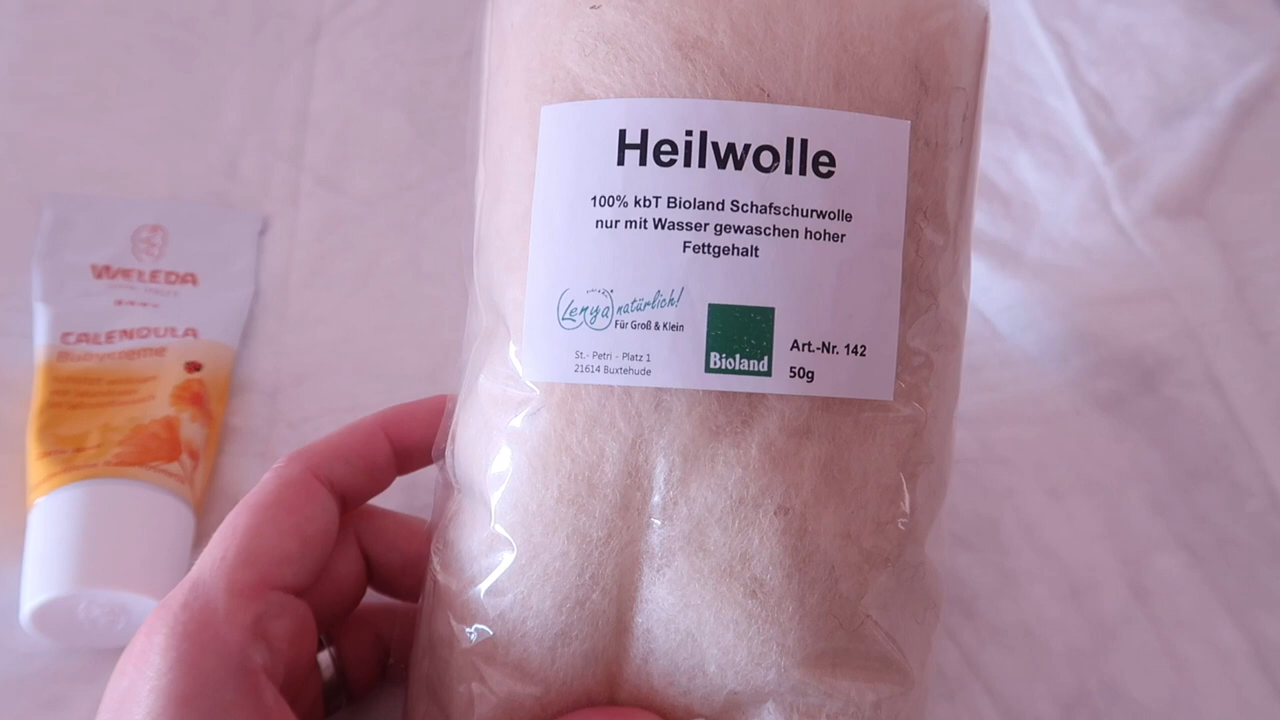 Heilwolle
100% kbT Bioland Schafschurwolle
nur mit Wasser gewaschen hoher
Fettgehalt
Lenya natürlich!
Für Groß & Klein
St.- Petri - Platz 1
21614 Buxtehude
Bioland
Art.-Nr. 142
50g
WELEDA
CALENDULA
Babycreme